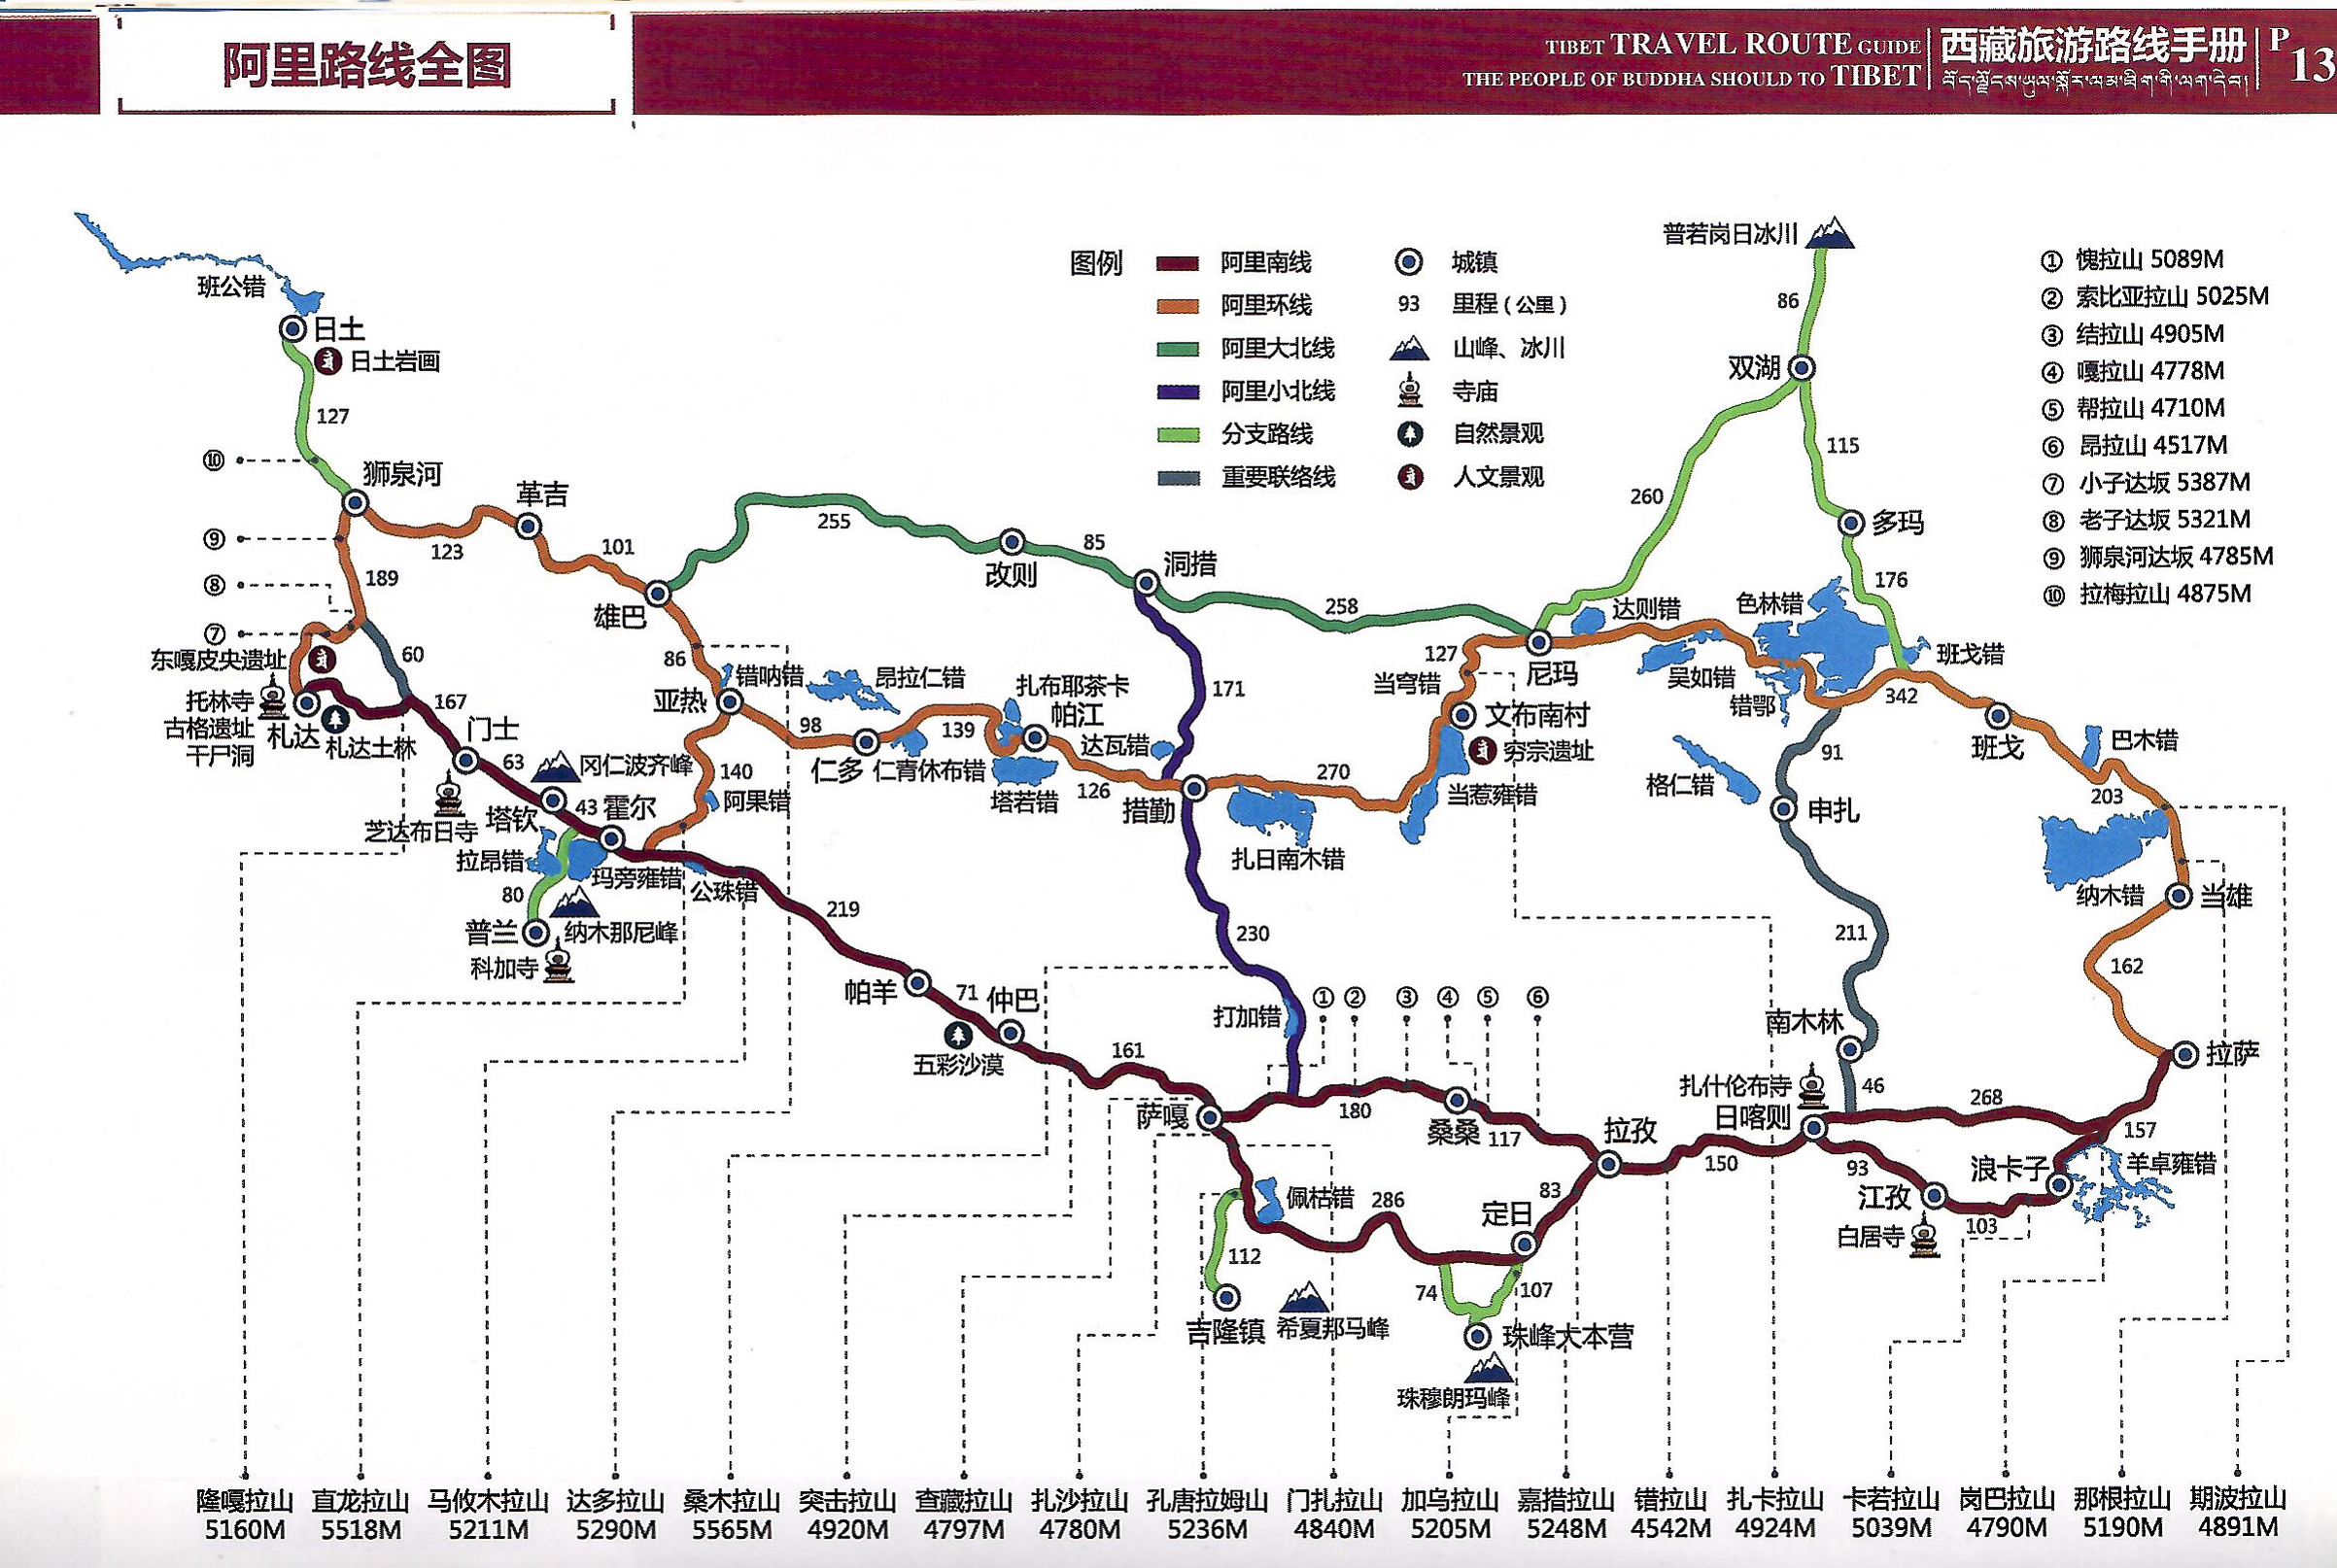 阿里路线全图
TIBET TRAVEL ROUTE GUIDE
THE PEOPLE OF BUDDHA SHOULD TO TIBET
西藏旅游路线手册
བོད་ལྗོངས་ཡུལ་སྐོར་ལམ་ཐིག་གི་ལག་དེབ།
P13
图例
阿里南线
阿里环线
阿里大北线
阿里小北线
分支路线
重要联络线
城镇
93 里程（公里）
山峰、冰川
寺庙
自然景观
人文景观
① 愧拉山 5089M
② 索比亚拉山 5025M
③ 结拉山 4905M
④ 嘎拉山 4778M
⑤ 帮拉山 4710M
⑥ 昂拉山 4517M
⑦ 小子达坂 5387M
⑧ 老子达坂 5321M
⑨ 狮泉河达坂 4785M
⑩ 拉梅拉山 4875M
普若岗日冰川
86
双湖
115
260
多玛
176
班公错
日土
日土岩画
127
⑩
狮泉河
⑨
123
革吉
101
⑧
189
⑦
雄巴
255
改则
85
洞措
258
尼玛
达则错
色林错
班戈错
吴如错
错鄂
342
班戈
巴木错
203
纳木错
当雄
162
拉萨
东嘎皮央遗址
托林寺
古格遗址
干尸洞
札达
札达土林
60
167
门士
63
冈仁波齐峰
芝达布日寺
塔钦
43
霍尔
拉昂错
玛旁雍错
公珠错
80
普兰
纳木那尼峰
科加寺
86
错呐错
亚热
140
阿果错
98
昂拉仁错
仁多
仁青休布错
139
扎布耶茶卡
帕江
塔若错
126
达瓦错
171
措勤
270
扎日南木错
127
当穹错
文布南村
穷宗遗址
当惹雍错
格仁错
91
申扎
211
南木林
46
219
帕羊
71
仲巴
五彩沙漠
161
萨嘎
230
打加错
①
②
③
④
⑤
⑥
180
桑桑
117
拉孜
150
扎什伦布寺
日喀则
268
157
93
江孜
白居寺
103
浪卡子
羊卓雍错
佩枯错
286
83
定日
112
吉隆镇
希夏邦马峰
74
107
珠峰大本营
珠穆朗玛峰
隆嘎拉山
5160M
直龙拉山
5518M
马攸木拉山
5211M
达多拉山
5290M
桑木拉山
5565M
突击拉山
4920M
查藏拉山
4797M
扎沙拉山
4780M
孔唐拉姆山
5236M
门扎拉山
4840M
加乌拉山
5205M
嘉措拉山
5248M
错拉山
4542M
扎卡拉山
4924M
卡若拉山
5039M
岗巴拉山
4790M
那根拉山
5190M
期波拉山
4891M